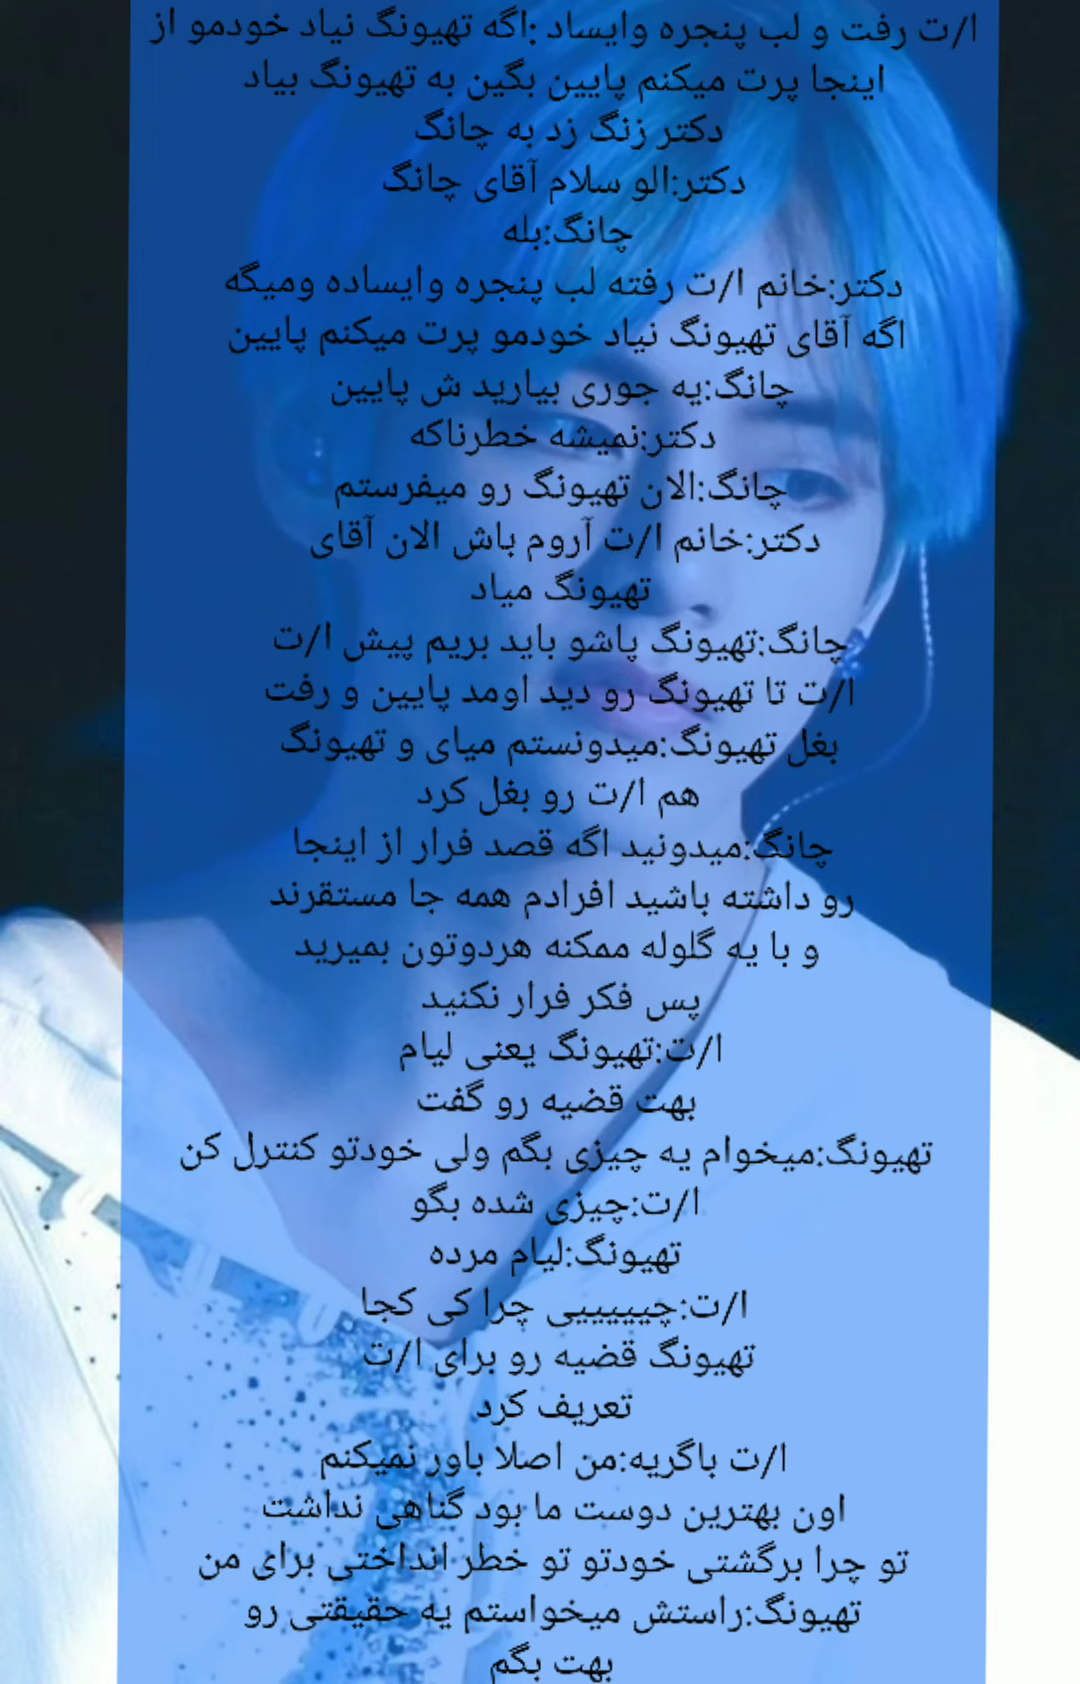 ا/ت رفت و لب پنجره وایساد :اگه تهیونگ نیاد خودمو از
اینجا پرت میکنم پایین بگین به تهیونگ بیاد
دکتر زنگ زد به چانگ
دکتر:الو سلام آقای چانگ
چانگ:بله
دکتر:خانم ا/ت رفته لب پنجره وایساده ومیگه
اگه آقای تهیونگ نیاد خودمو پرت میکنم پایین
چانگ:یه جوری بیارید ش پایین
دکتر:نمیشه خطرناکه
چانگ:الان تهیونگ رو میفرستم
دکتر:خانم ا/ت آروم باش الان آقای
تهیونگ میاد
چانگ:تهیونگ پاشو باید بریم پیش ا/ت
ا/ت تا تهیونگ رو دید اومد پایین و رفت
بغل تهیونگ:میدونستم میای و تهیونگ
هم ا/ت رو بغل کرد
چانگ:میدونید اگه قصد فرار از اینجا
رو داشته باشید افرادم همه جا مستقرند
و با یه گلوله ممکنه هردوتون بمیرید
پس فکر فرار نکنید
ا/ت:تهیونگ یعنی لیام
بهت قضیه رو گفت
تهیونگ:میخوام یه چیزی بگم ولی خودتو کنترل کن
ا/ت:چیزی شده بگو
تهیونگ:لیام مرده
ا/ت:چیییییی چرا کی کجا
تهیونگ قضیه رو برای ا/ت
تعریف کرد
ا/ت باگریه:من اصلا باور نمیکنم
اون بهترین دوست ما بود گناهی نداشت
تو چرا برگشتی خودتو تو خطر انداختی برای من
تهیونگ:راستش میخواستم یه حقیقتی رو
بهت بگم